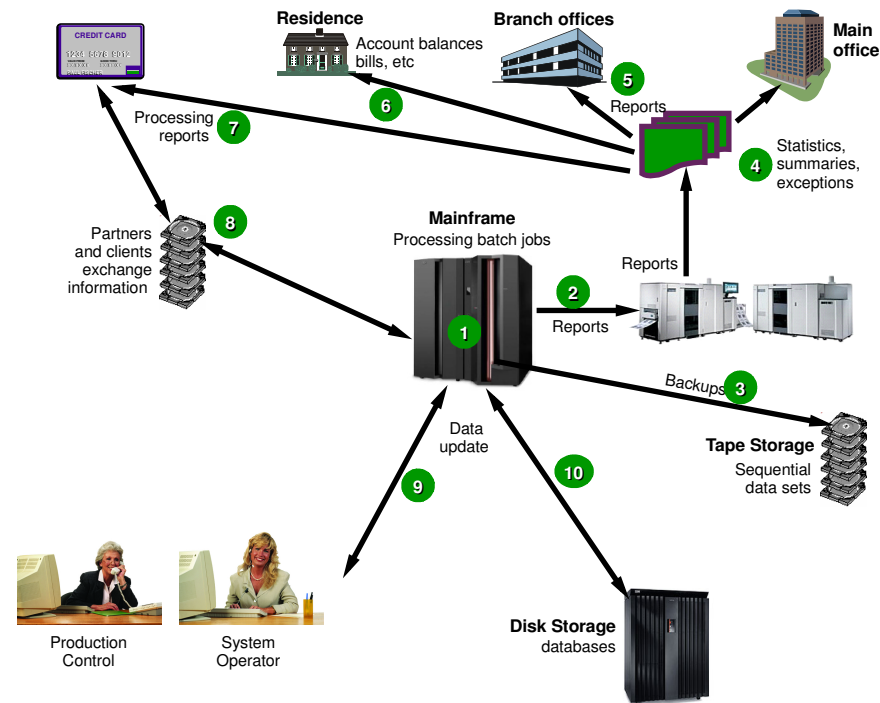 CREDIT CARD
1234 5678 9012
Residence
Account balances
bills, etc
6
Branch offices
5
Reports
Main
office
Processing
reports
7
4
Statistics,
summaries,
exceptions
8
Partners
and clients
exchange
information
Mainframe
Processing batch jobs
1
2
Reports
Reports
Backups
3
Tape Storage
Sequential
data sets
Data
update
9
10
Production
Control
System
Operator
Disk Storage
databases